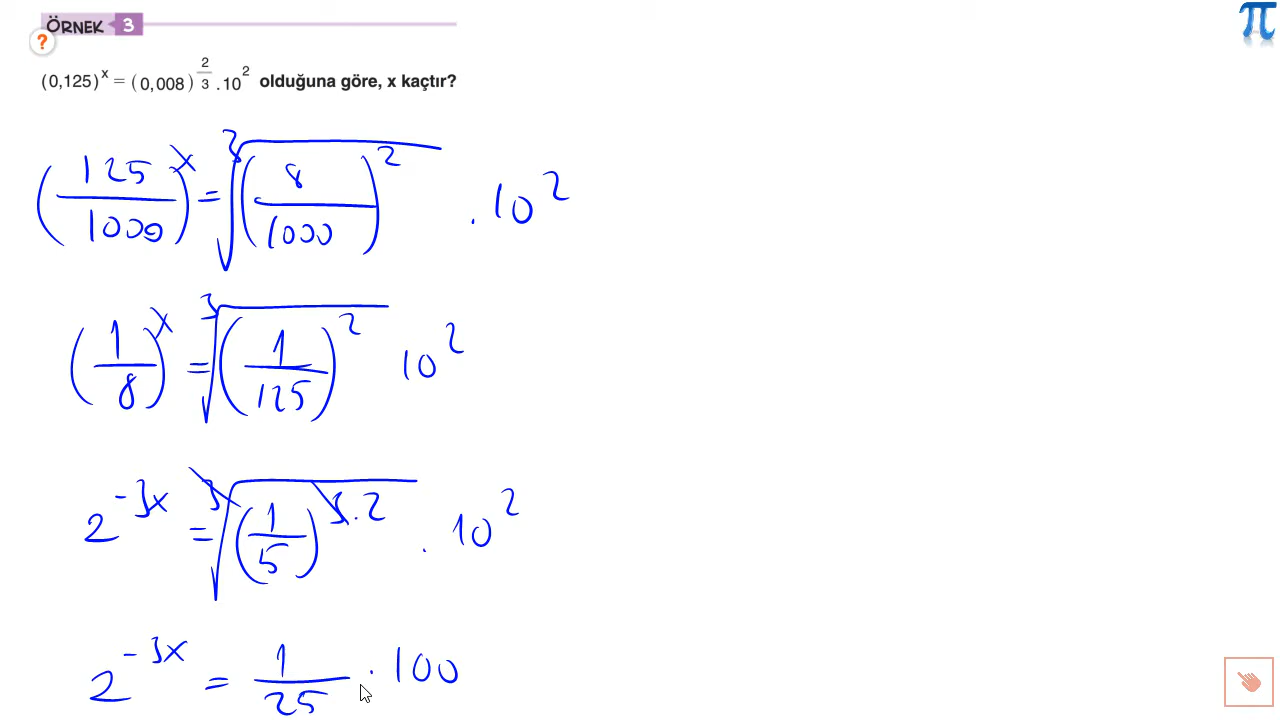 ÖRNEK 3
?
π
(0,125)^x = (0,008)^(2/3) . 10^2 olduğuna göre, x kaçtır?
(125/1000)^x = ∛((8/1000)^2) . 10^2
(1/8)^x = ∛((1/125)^2) 10^2
2^(-3x) = ∛((1/5)^(3.2)) . 10^2
2^(-3x) = 1/25 . 100